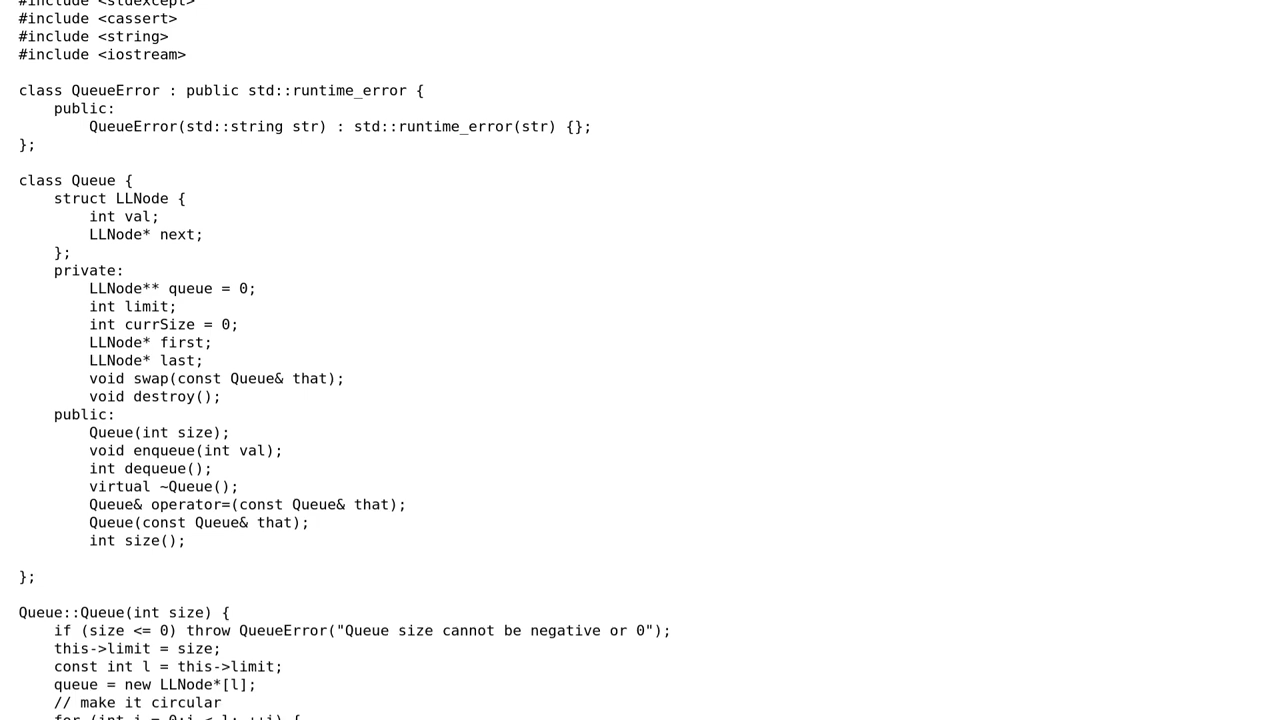 #include <stdexcept>
#include <cassert>
#include <string>
#include <iostream>

class QueueError : public std::runtime_error {
    public:
        QueueError(std::string str) : std::runtime_error(str) {};
};

class Queue {
    struct LLNode {
        int val;
        LLNode* next;
    };
    private:
        LLNode** queue = 0;
        int limit;
        int currSize = 0;
        LLNode* first;
        LLNode* last;
        void swap(const Queue& that);
        void destroy();
    public:
        Queue(int size);
        void enqueue(int val);
        int dequeue();
        virtual ~Queue();
        Queue& operator=(const Queue& that);
        Queue(const Queue& that);
        int size();

};

Queue::Queue(int size) {
    if (size <= 0) throw QueueError("Queue size cannot be negative or 0");
    this->limit = size;
    const int l = this->limit;
    queue = new LLNode*[l];
    // make it circular
    for (int i = 0;i < l; ++i) {